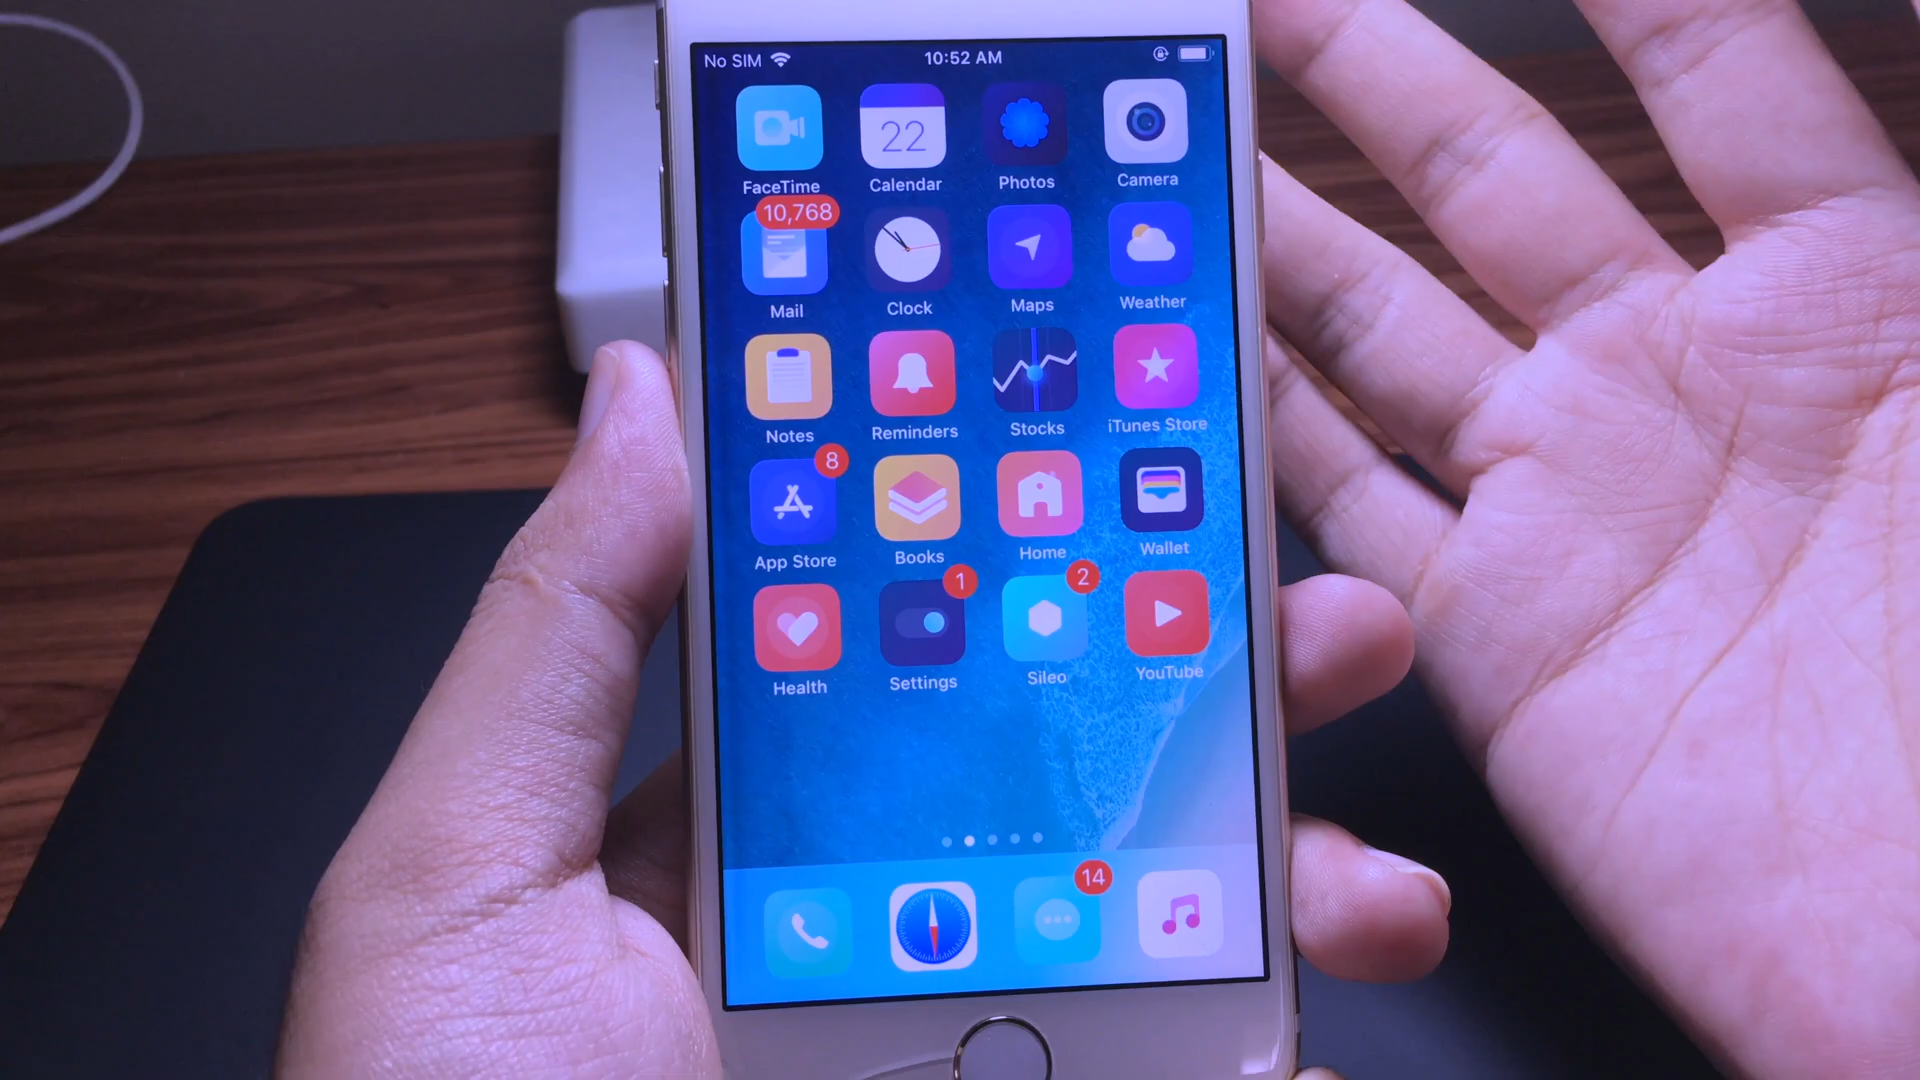 No SIM 10:52 AM
22
FaceTime Calendar Photos Camera
10,768
Mail Clock Maps Weather
Notes Reminders Stocks iTunes Store
8
App Store Books Home Wallet
1 2
Health Settings Sileo YouTube
14